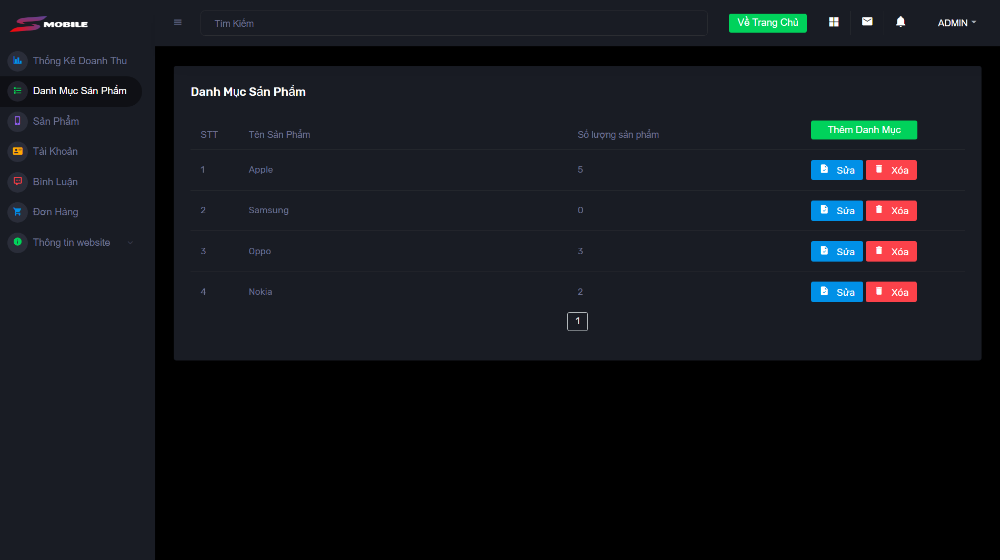 MOBILE
Tìm Kiếm
Về Trang Chủ
ADMIN
Thống Kê Doanh Thu
Danh Mục Sản Phẩm
Sản Phẩm
Tài Khoản
Bình Luận
Đơn Hàng
Thông tin website
Danh Mục Sản Phẩm
STT Tên Sản Phẩm Số lượng sản phẩm Thêm Danh Mục
1 Apple 5 Sửa Xóa
2 Samsung 0 Sửa Xóa
3 Oppo 3 Sửa Xóa
4 Nokia 2 Sửa Xóa
1